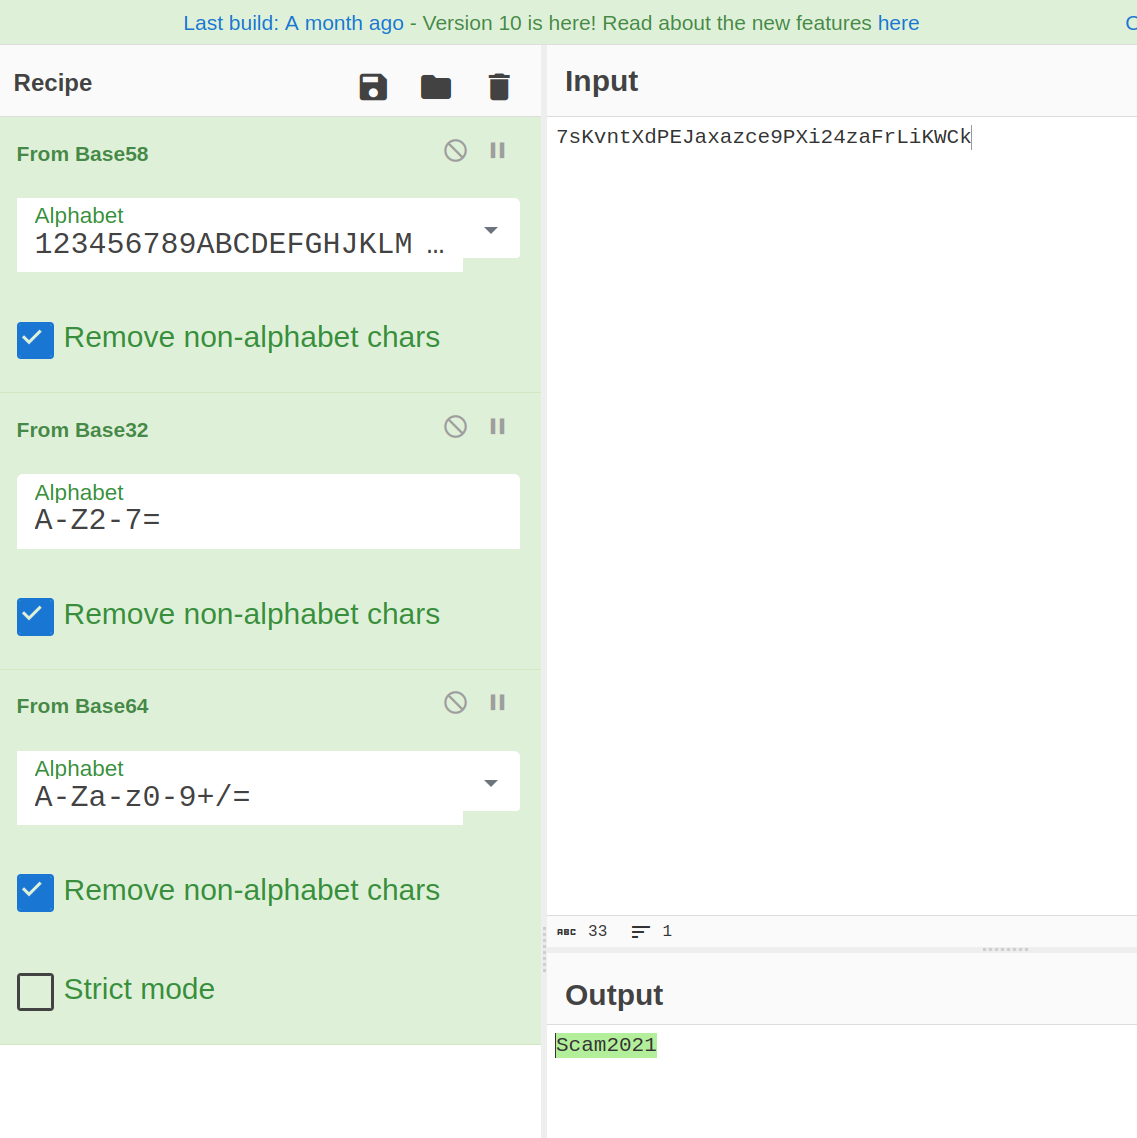 Last build: A month ago - Version 10 is here! Read about the new features here
Recipe
From Base58
Alphabet
123456789ABCDEFGHJKLM …
Remove non-alphabet chars
From Base32
Alphabet
A-Z2-7=
Remove non-alphabet chars
From Base64
Alphabet
A-Za-z0-9+/=
Remove non-alphabet chars
Strict mode
Input
7sKvntXdPEJaxazce9PXi24zaFrLiKWCk
ABC 33 1
Output
Scam2021